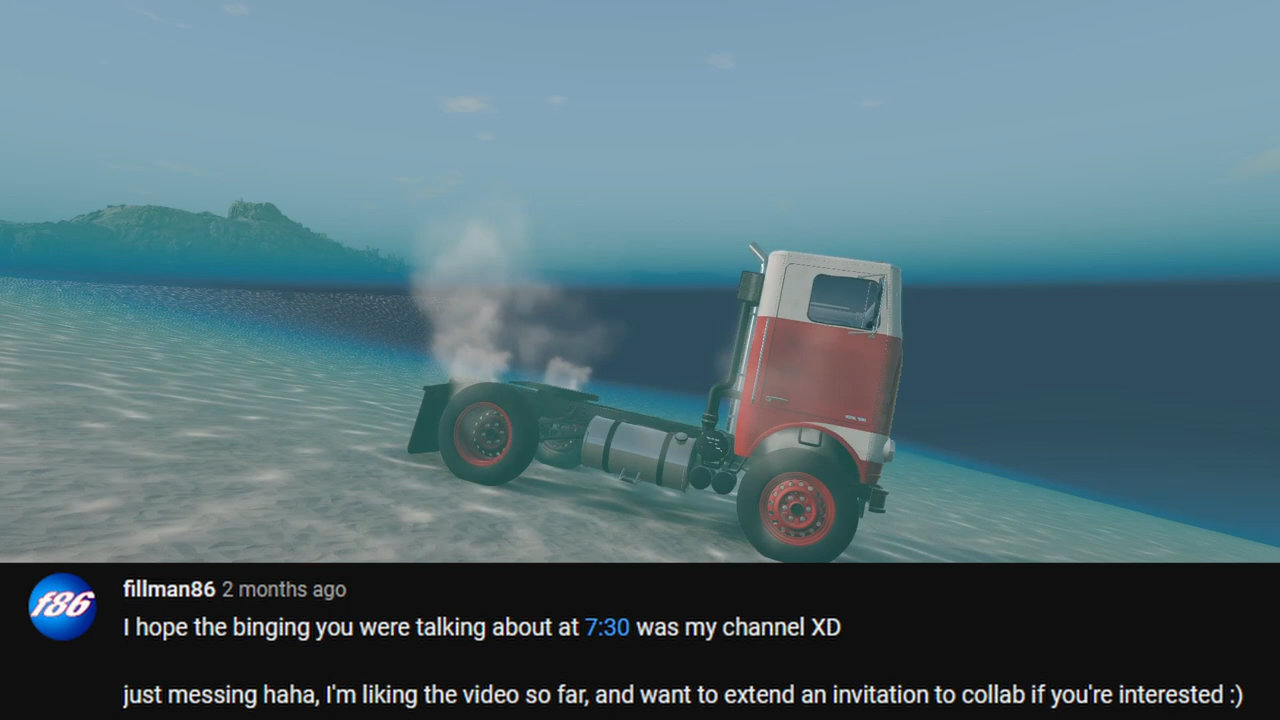 f86
fillman86 2 months ago
I hope the binging you were talking about at 7:30 was my channel XD
just messing haha, I'm liking the video so far, and want to extend an invitation to collab if you're interested :)